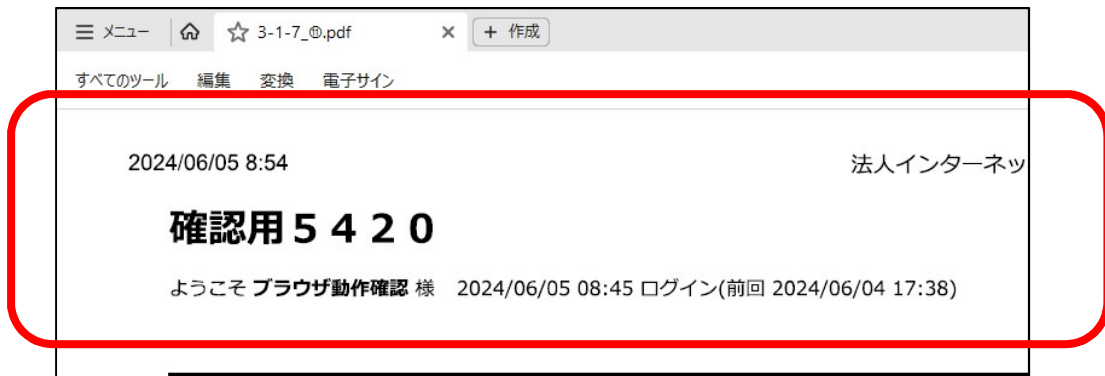 メニュー 3-1-7_⑪.pdf × + 作成
すべてのツール 編集 変換 電子サイン
2024/06/05 8:54 法人インターネッ
確認用５４２０
ようこそ ブラウザ動作確認 様 2024/06/05 08:45 ログイン(前回 2024/06/04 17:38)